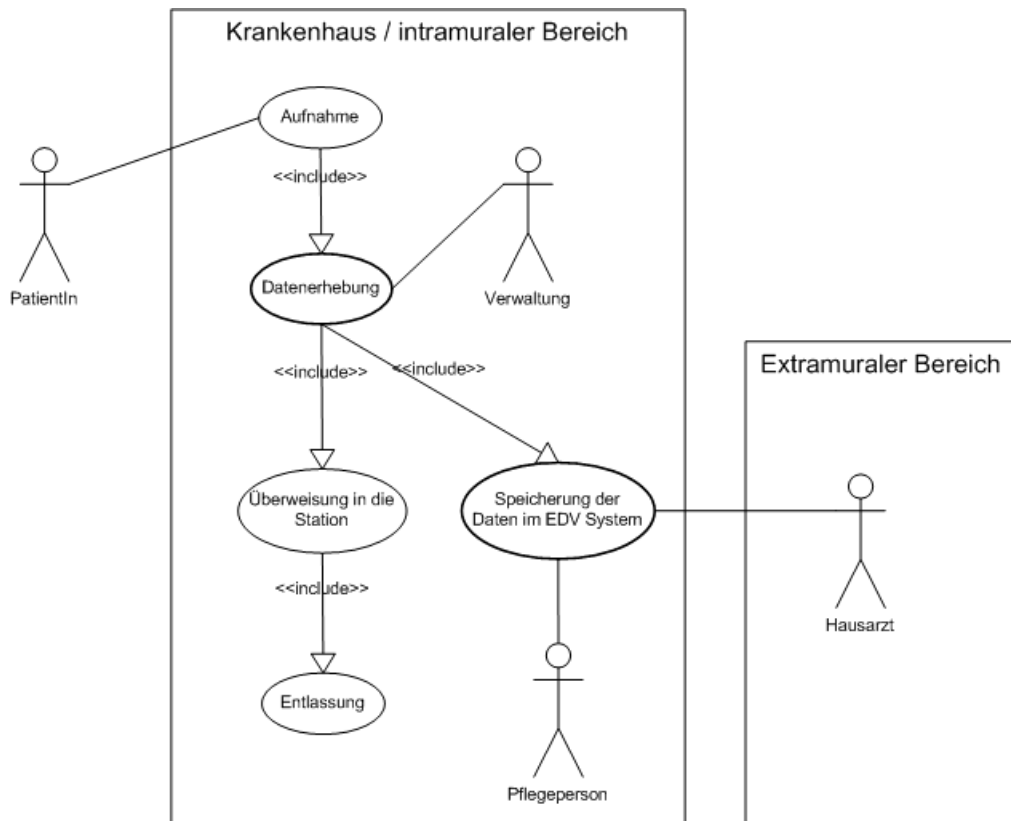 Krankenhaus / intramuraler Bereich
Aufnahme
<<include>>
PatientIn
Datenerhebung
Verwaltung
<<include>>
<<include>>
Extramuraler Bereich
Überweisung in die
Station
Speicherung der
Daten im EDV System
<<include>>
Hausarzt
Entlassung
Pflegeperson